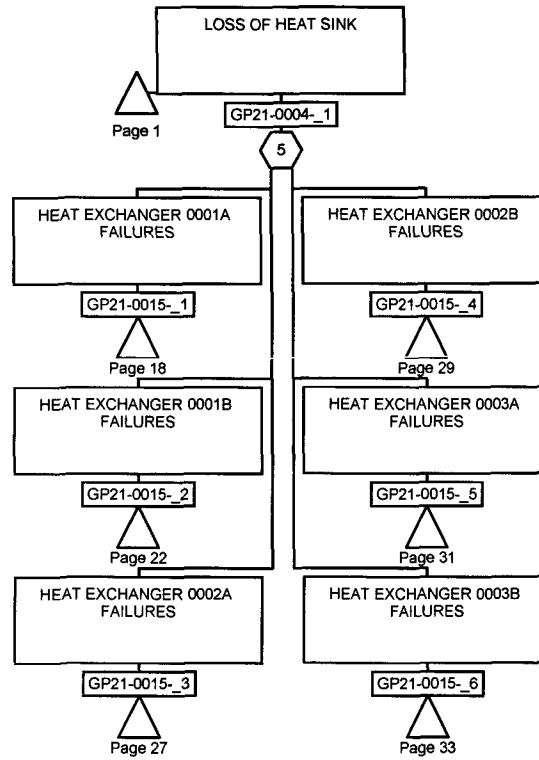 LOSS OF HEAT SINK
Page 1
GP21-0004-_1
5
HEAT EXCHANGER 0001A
FAILURES
GP21-0015-_1
Page 18
HEAT EXCHANGER 0002B
FAILURES
GP21-0015-_4
Page 29
HEAT EXCHANGER 0001B
FAILURES
GP21-0015-_2
Page 22
HEAT EXCHANGER 0003A
FAILURES
GP21-0015-_5
Page 31
HEAT EXCHANGER 0002A
FAILURES
GP21-0015-_3
Page 27
HEAT EXCHANGER 0003B
FAILURES
GP21-0015-_6
Page 33